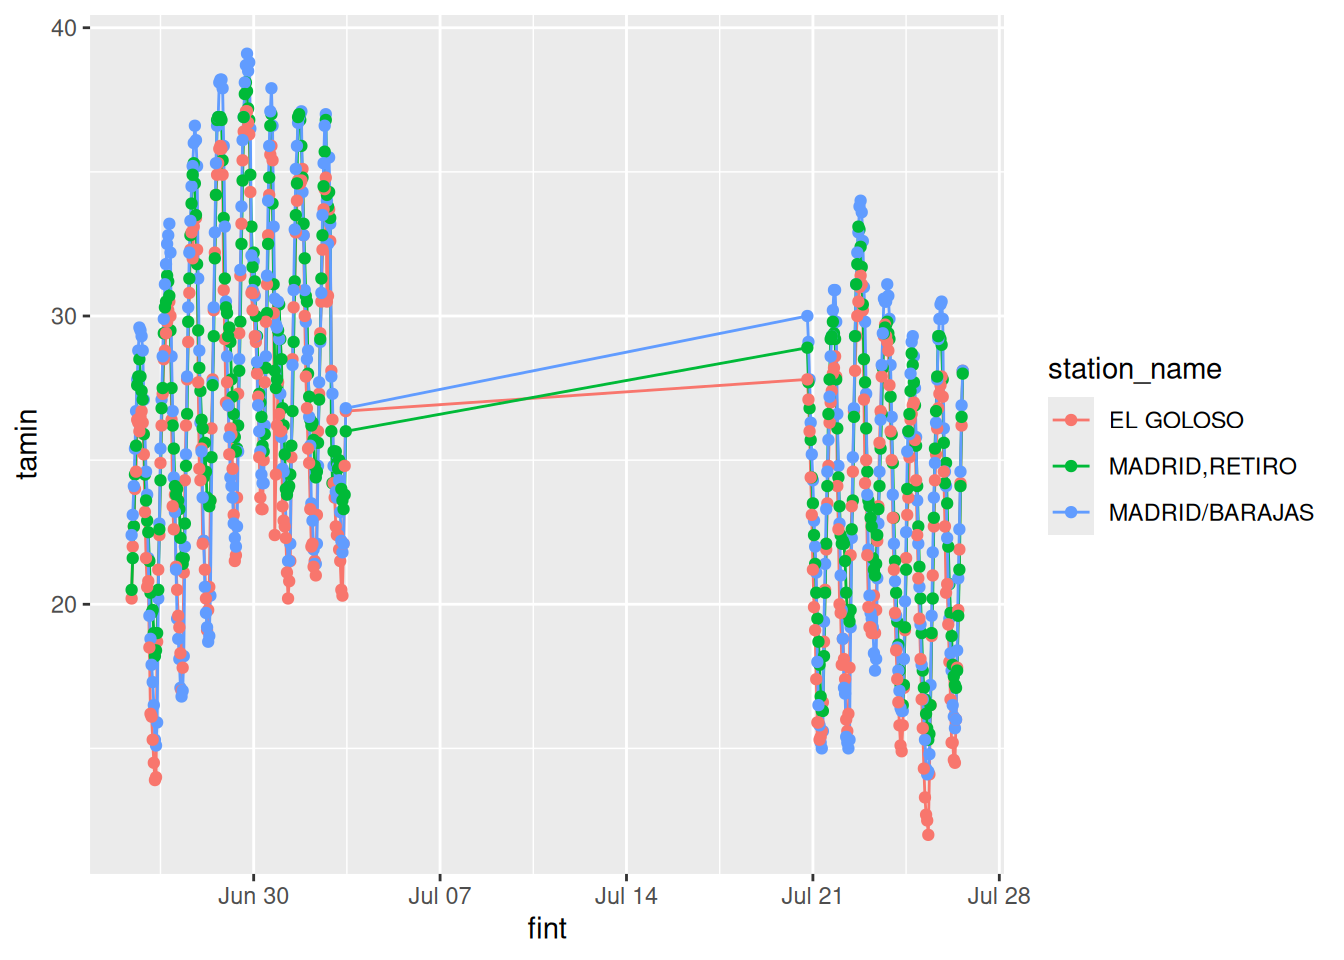 40
30
20
tamin
Jun 30
Jul 07
Jul 14
Jul 21
Jul 28
fint
station_name
EL GOLOSO
MADRID,RETIRO
MADRID/BARAJAS